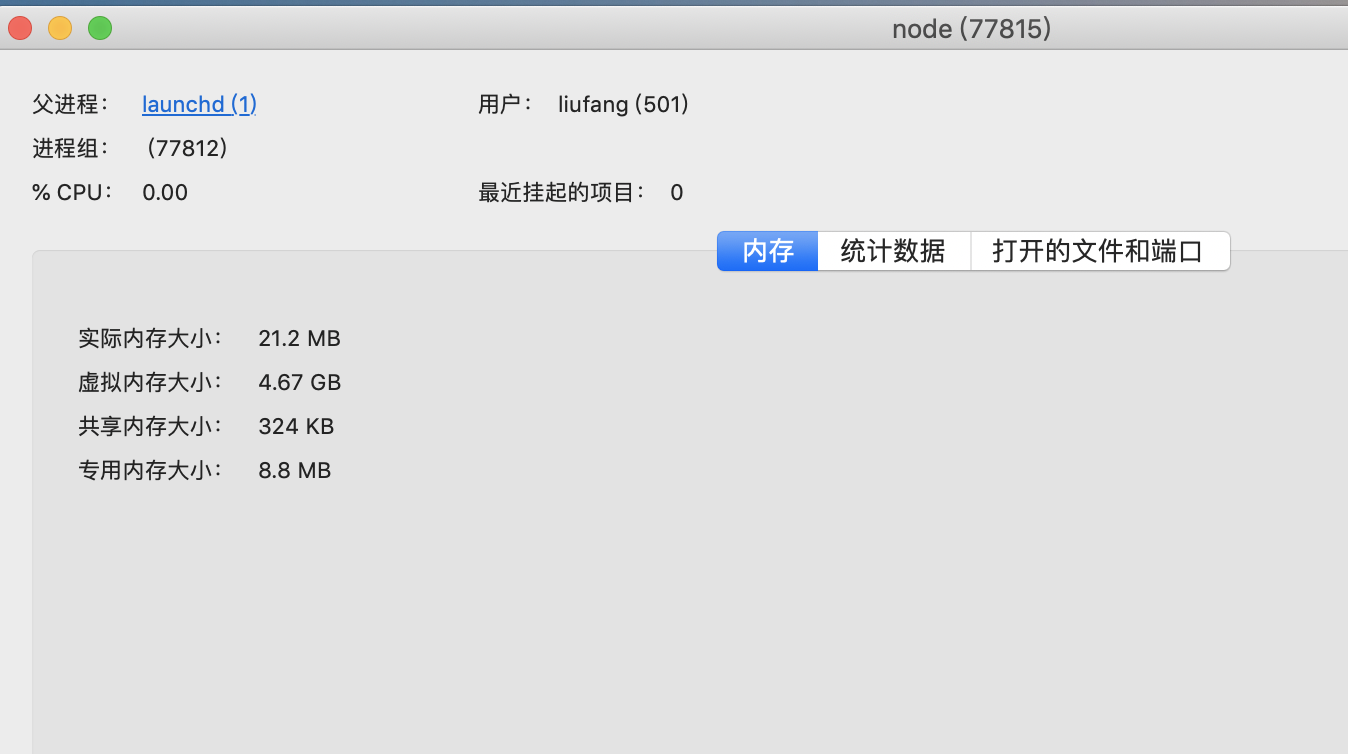 node (77815)
父进程： launchd (1) 用户： liufang (501)
进程组： (77812)
% CPU： 0.00 最近挂起的项目： 0
内存 统计数据 打开的文件和端口
实际内存大小： 21.2 MB
虚拟内存大小： 4.67 GB
共享内存大小： 324 KB
专用内存大小： 8.8 MB